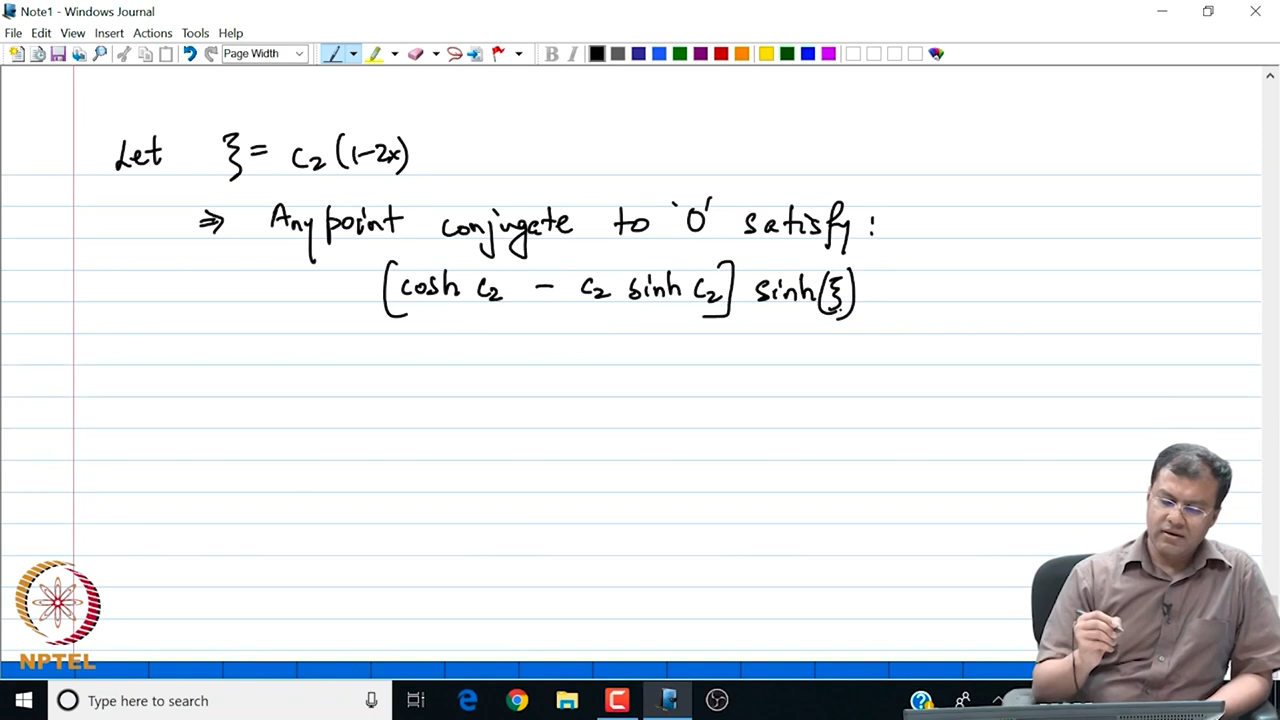 Note1 - Windows Journal
File Edit View Insert Actions Tools Help
Page Width
B I
Let ξ = c₂ (1-2x)
⇒ Any point conjugate to '0' satisfy :
[cosh c₂ - c₂ sinh c₂] sinh(ξ)
NPTEL
Type here to search